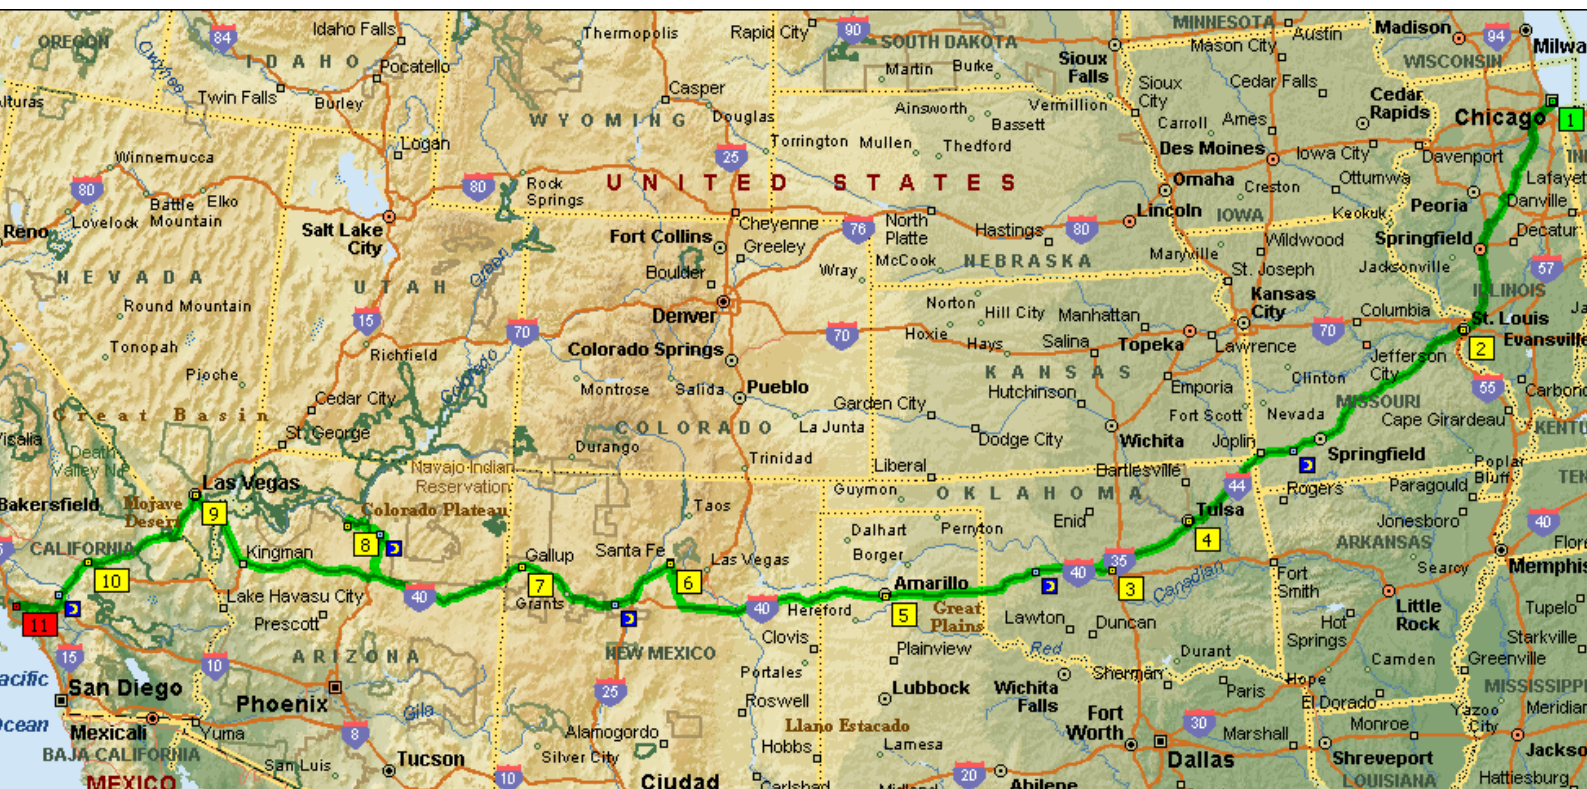 OREGON
84
Idaho Falls
Thermopolis
Rapid City
90
SOUTH DAKOTA
MINNESOTA
Austin
Madison
94
Milwa
Owyhee
IDAHO
Pocatello
Martin
Burke
Sioux
Falls
Mason City
WISCONSIN
Alturas
Twin Falls
Burley
Casper
Douglas
Sioux
City
Cedar Falls
Cedar
Rapids
Chicago
1
WYOMING
Ainsworth
Bassett
Vermillion
Carroll
Ames
Winnemucca
Logan
Torrington
Mullen
Thedford
Des Moines
Iowa City
Davenport
25
80
Battle
Mountain
Elko
80
Rock
Springs
UNITED STATES
Omaha
Creston
Ottumwa
Lafayet
Lovelock
Reno
Salt Lake
City
Fort Collins
Cheyenne
Greeley
76
North
Platte
Hastings
80
Lincoln
IOWA
Keokuk
Peoria
Danville
Decatur
NEVADA
UTAH
Green
Boulder
Wray
McCook
NEBRASKA
Maryville
Wildwood
Springfield
Jacksonville
57
Round Mountain
15
Denver
Norton
Hill City
Manhattan
St. Joseph
Kansas
City
Columbia
ILLINOIS
St. Louis
2
Evansville
Tonopah
Richfield
70
Colorado
Colorado Springs
70
Hoxie
Hays
Salina
Topeka
Lawrence
70
Jefferson
City
Pioche
Montrose
Salida
Pueblo
KANSAS
Emporia
Clinton
MISSOURI
55
Great Basin
Cedar City
St. George
COLORADO
La Junta
Garden City
Hutchinson
Fort Scott
Nevada
Cape Girardeau
Carbond
KENTU
Visalia
Death
Valley N.P.
Durango
Trinidad
Dodge City
Wichita
Joplin
Springfield
Poplar
Bluff
TEN
Las Vegas
Navajo Indian
Reservation
Liberal
Guymon
Bartlesville
44
Rogers
Paragould
Bakersfield
Mojave
Desert
9
Colorado Plateau
Taos
OKLAHOMA
Enid
Tulsa
4
Jonesboro
40
CALIFORNIA
Kingman
8
Gallup
Santa Fe
Las Vegas
Dalhart
Perryton
Borger
35
ARKANSAS
10
7
6
Amarillo
40
3
Canadian
Fort
Smith
Searcy
Memphis
11
Lake Havasu City
Prescott
40
Grants
40
Hereford
5
Great
Plains
Lawton
Duncan
Hot
Springs
Little
Rock
Tupelo
15
10
ARIZONA
NEW MEXICO
Clovis
Plainview
Red
Durant
Camden
Starkville
Greenville
Pacific
Ocean
San Diego
Phoenix
25
Portales
Roswell
Lubbock
Wichita
Falls
Sherman
Paris
Hope
El Dorado
MISSISSIPPI
Mexicali
Yuma
Gila
8
Alamogordo
Llano Estacado
Fort
Worth
30
Marshall
Monroe
Yazoo
City
Meridian
BAJA CALIFORNIA
San Luis
Tucson
Silver City
Hobbs
Lamesa
Dallas
Shreveport
Jackso
MEXICO
10
Ciudad
Carlsbad
Midland
20
Abilene
LOUISIANA
Hattiesburg